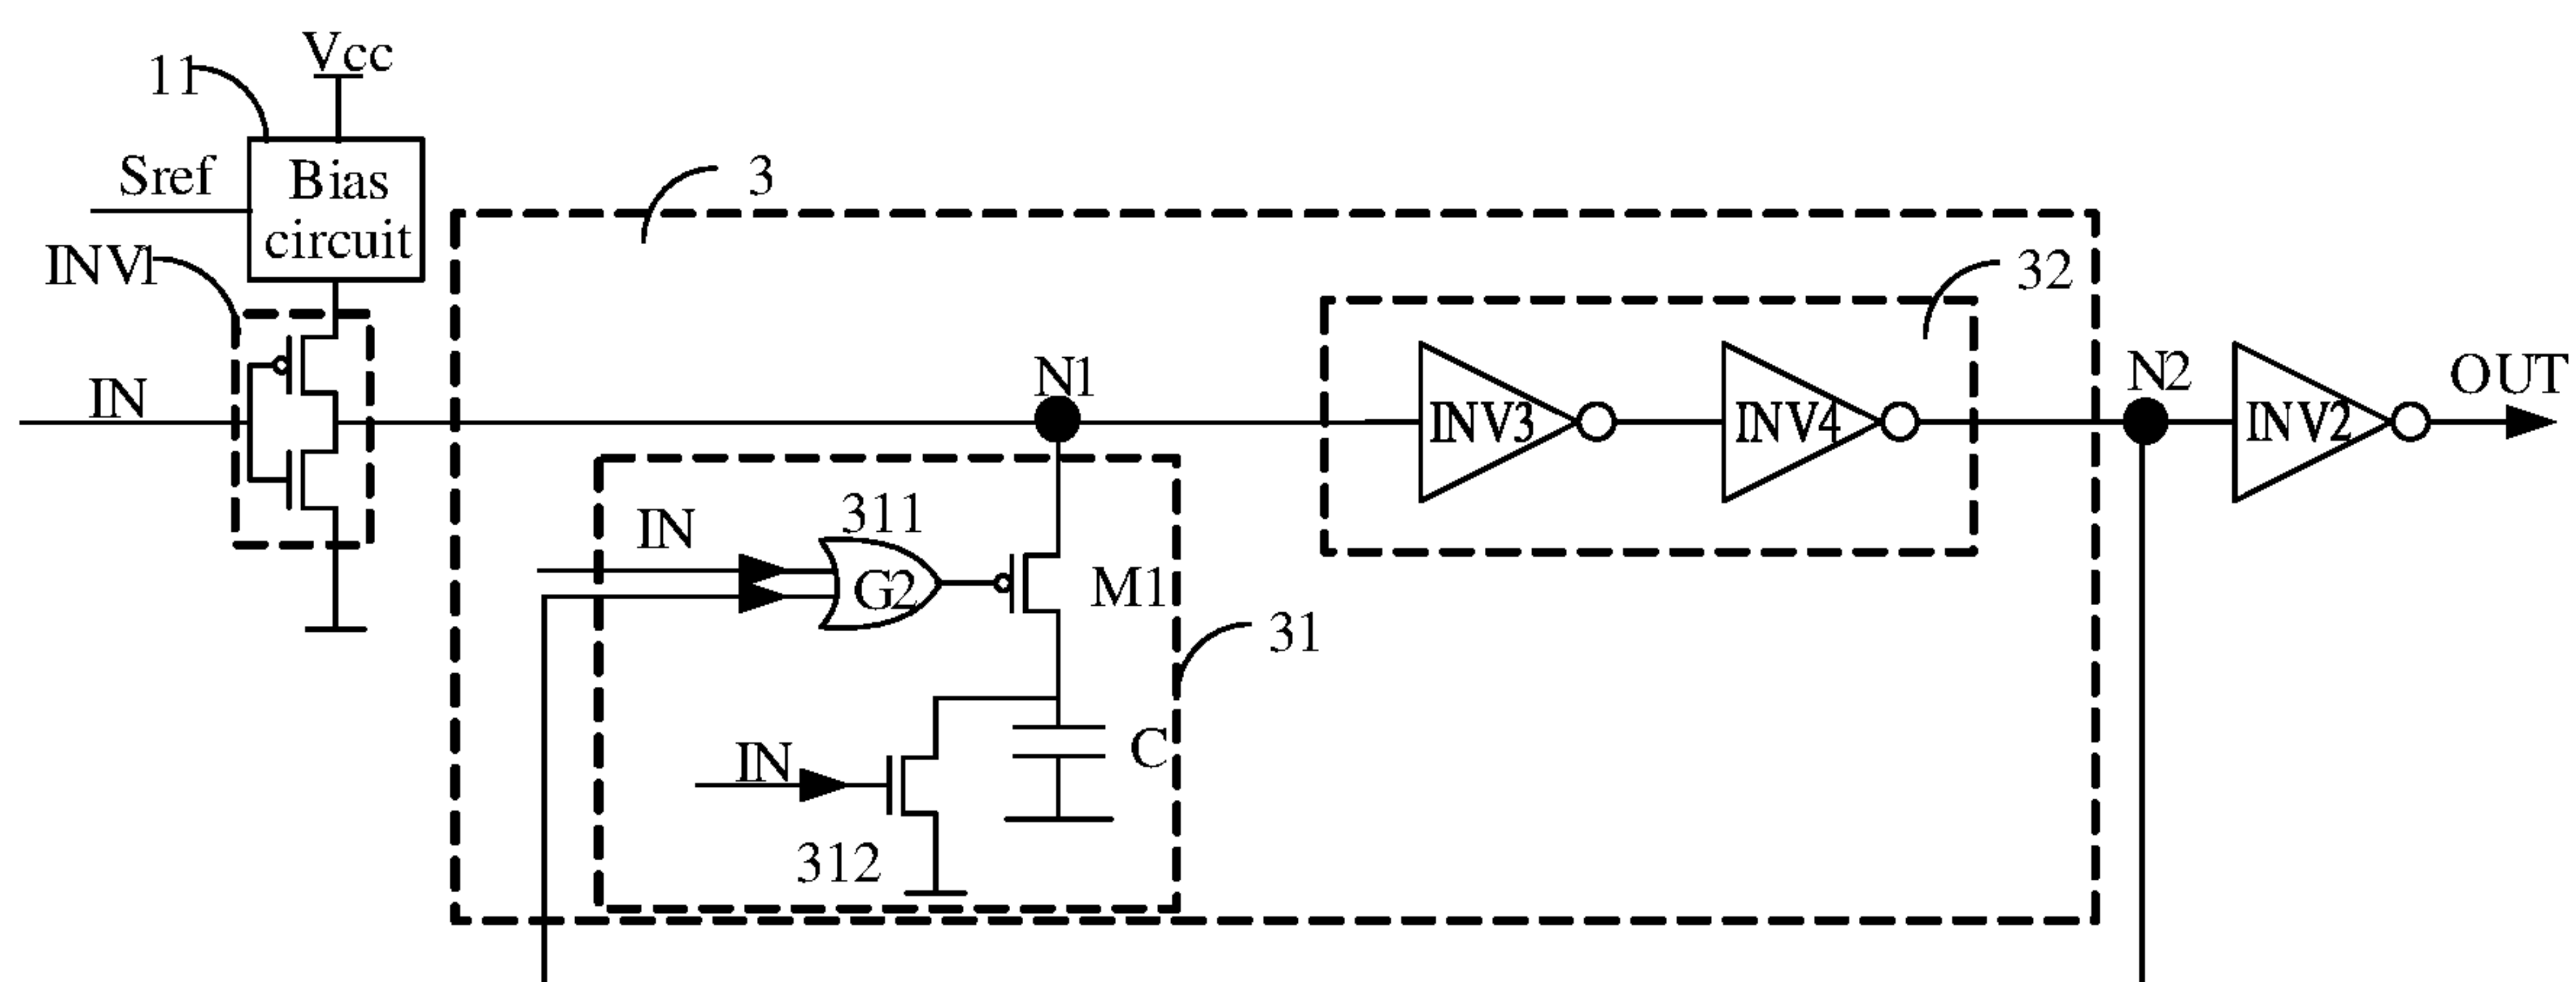 Vcc
11
Sref
Bias
circuit
3
INV1
32
IN
N1
INV3
INV4
N2
INV2
OUT
IN
311
G2
M1
31
IN
C
312